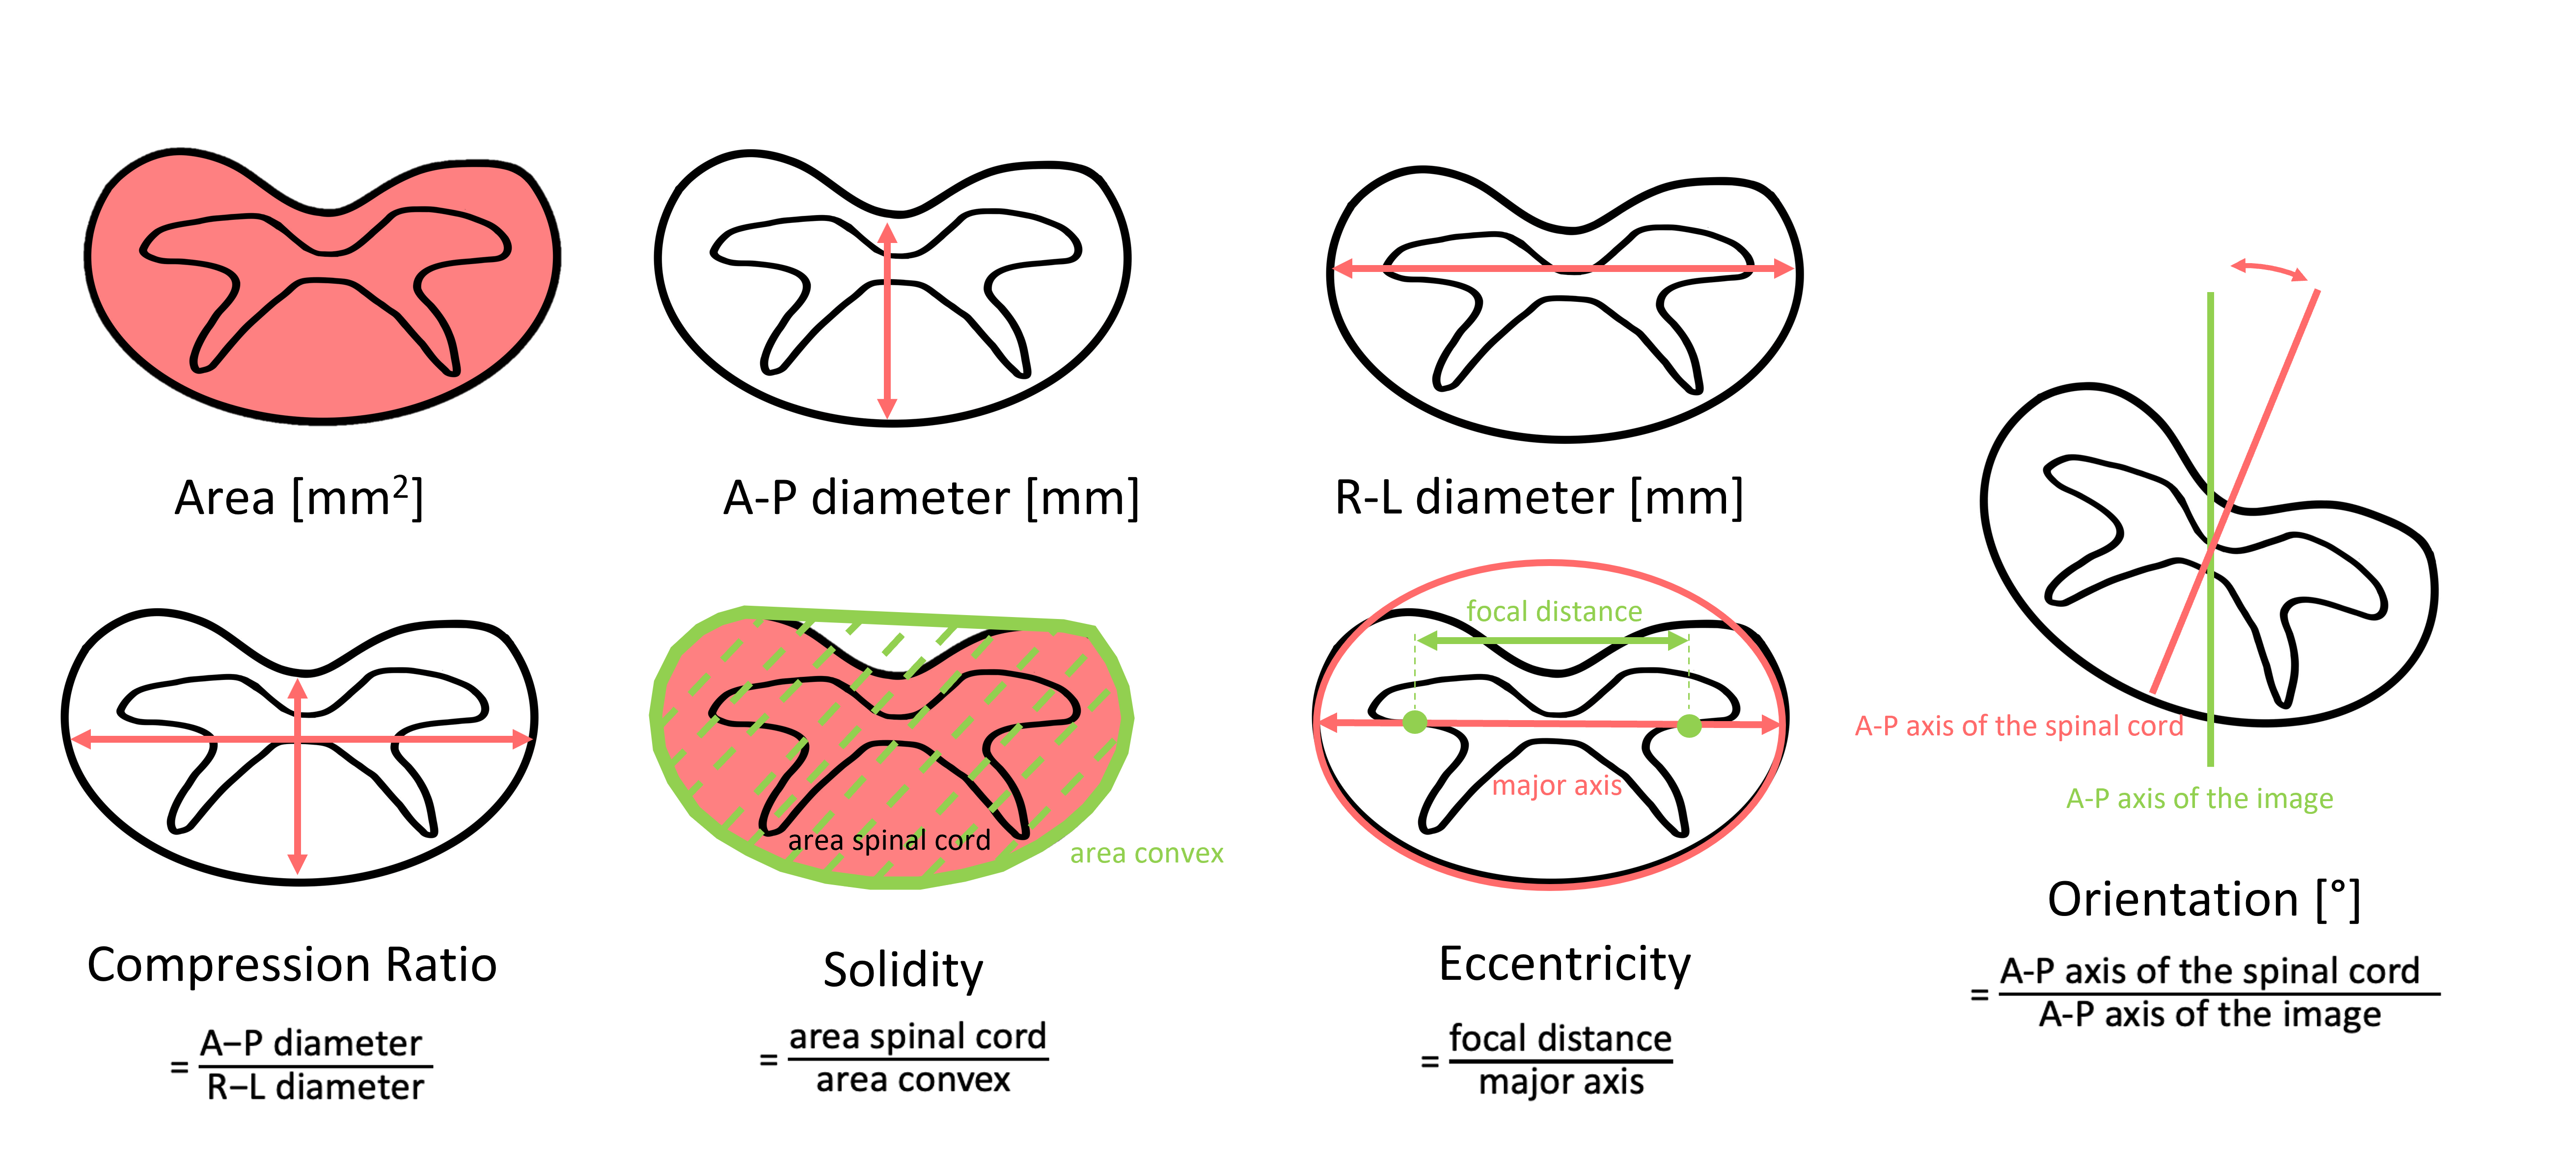 Area [mm²]
A-P diameter [mm]
R-L diameter [mm]
focal distance
major axis
area spinal cord
area convex
A-P axis of the spinal cord
A-P axis of the image
Compression Ratio
= A–P diameter
R–L diameter
Solidity
= area spinal cord
area convex
Eccentricity
= focal distance
major axis
Orientation [°]
= A-P axis of the spinal cord
A-P axis of the image